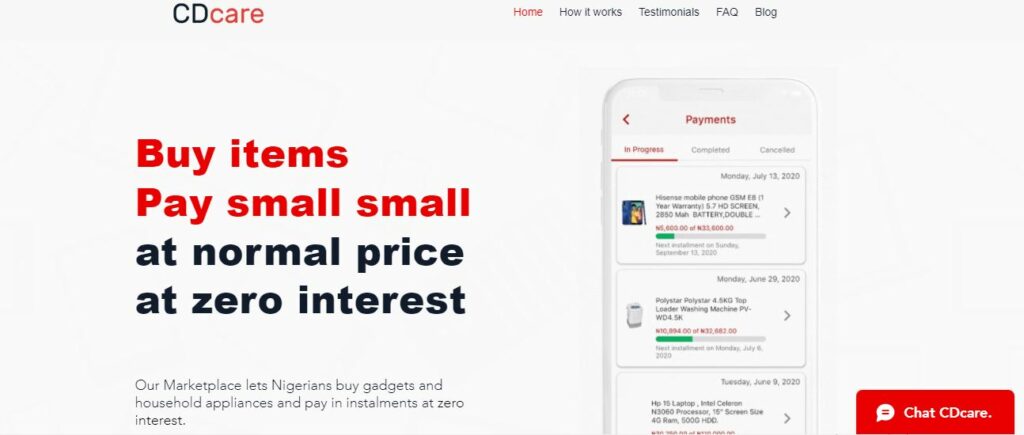 CDcare
Home How it works Testimonials FAQ Blog
Buy items
Pay small small
at normal price
at zero interest
Our Marketplace lets Nigerians buy gadgets and
household appliances and pay in instalments at zero
interest.
Payments
In Progress Completed Cancelled
Monday, July 13, 2020
Hisense mobile phone GSM E8 (1
Year Warranty) 5.7 HD SCREEN,
2850 Mah BATTERY,DOUBLE ...
₦5,600.00 of ₦33,600.00
Next installment on Sunday,
September 13, 2020
Monday, June 29, 2020
Polystar Polystar 4.5KG Top
Loader Washing Machine PV-
WD4.5K
₦10,894.00 of ₦32,682.00
Next installment on Monday, July 6,
2020
Tuesday, June 9, 2020
Hp 15 Laptop , Intel Celeron
N3060 Processor, 15" Screen Size
4G Ram, 500G HDD.
Chat CDcare.